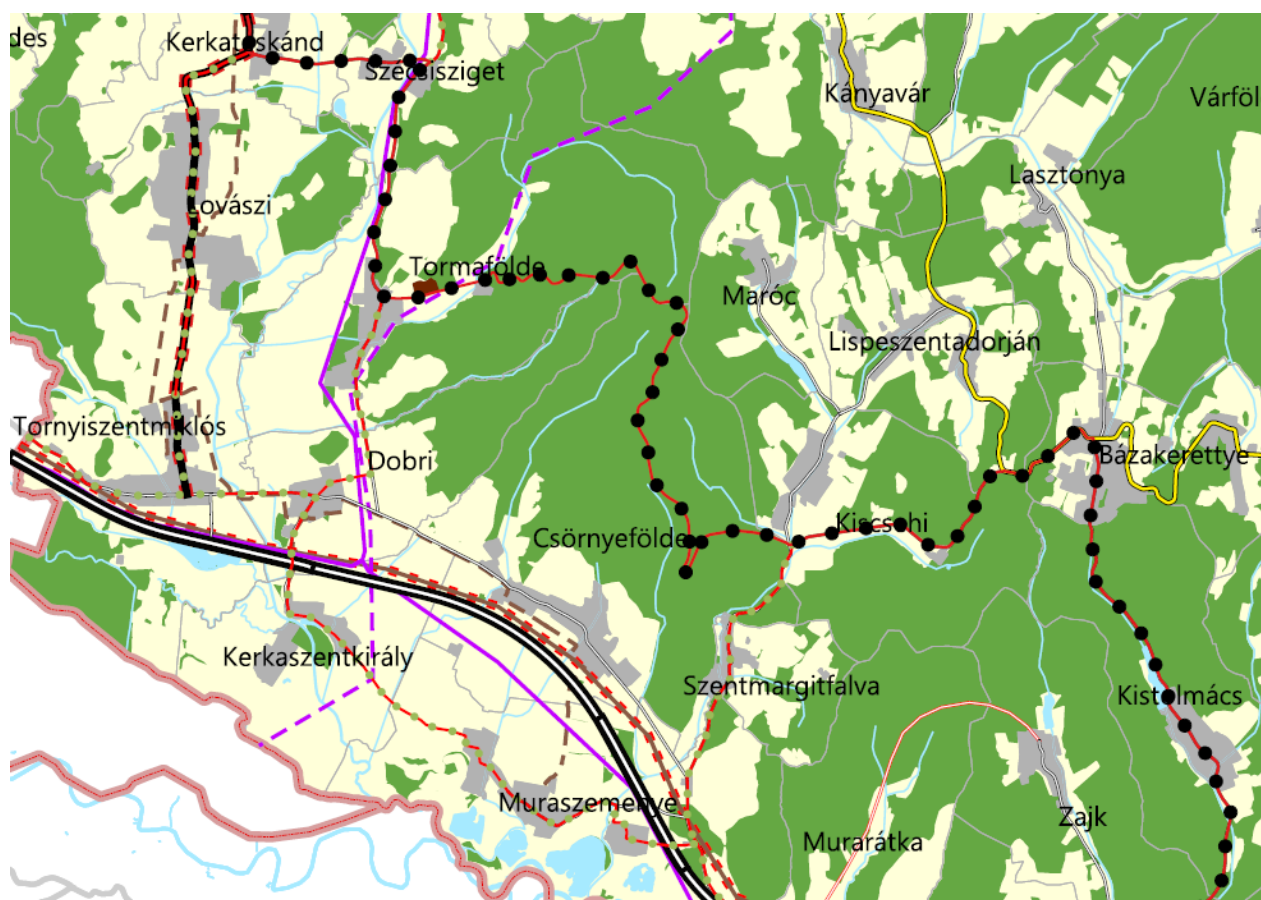 des
Kerkateskánd
Szécsisziget
Kányavár
Várföl
Lasztonya
Lovászi
Tormafölde
Maróc
Lispeszentadorján
Tornyiszentmiklós
Dobri
Bázakerettye
Csörnyefölde
Kiscsehi
Kerkaszentkirály
Szentmargitfalva
Kistolmács
Muraszemenye
Murarátka
Zajk